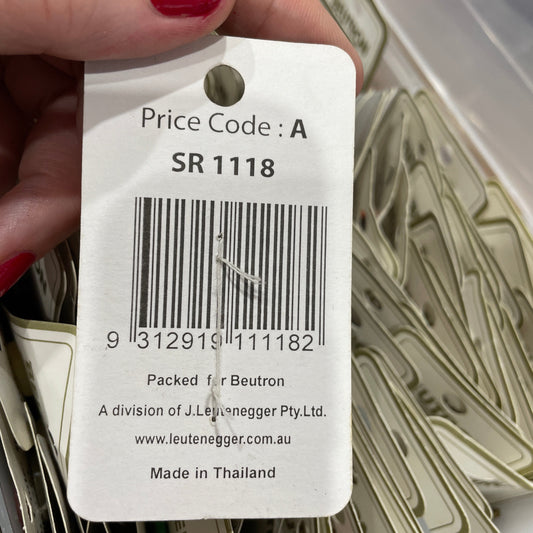 Price Code : A
SR 1118
9 312919 111182
Packed for Beutron
A division of J.Leutenegger Pty.Ltd.
www.leutenegger.com.au
Made in Thailand
BEUTRON